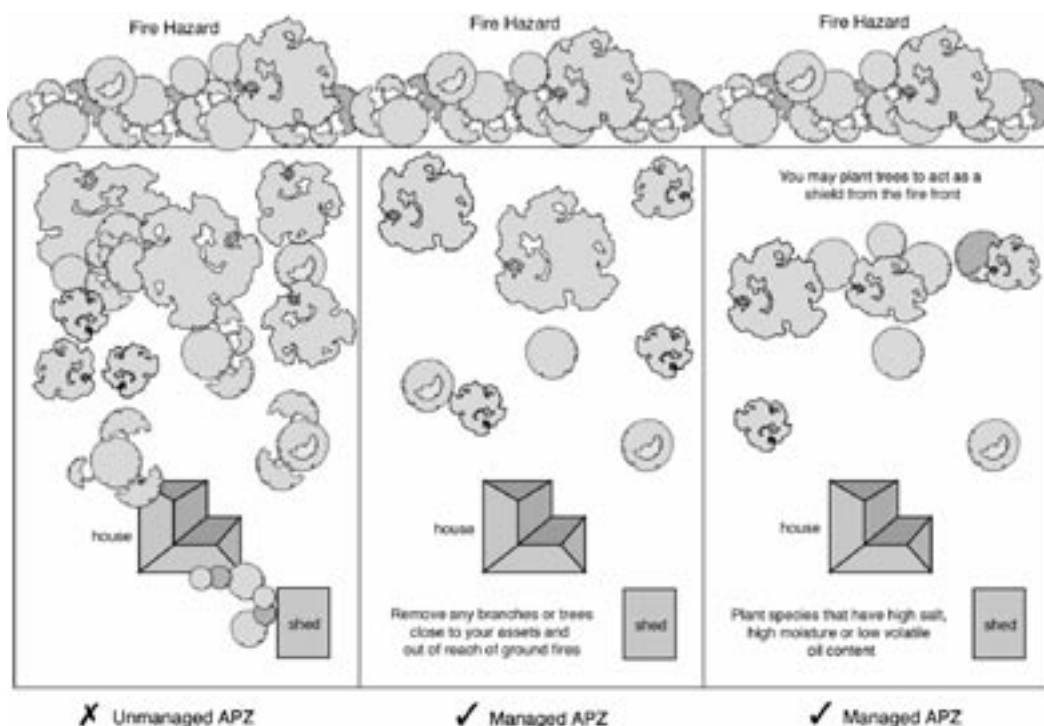 Fire Hazard
Fire Hazard
Fire Hazard
You may plant trees to act as a
shield from the fire front
house
house
house
shed
Remove any branches or trees
close to your assets and
out of reach of ground fires
shed
Plant species that have high salt,
high moisture or low volatile
oil content
shed
✗ Unmanaged APZ
✓ Managed APZ
✓ Managed APZ